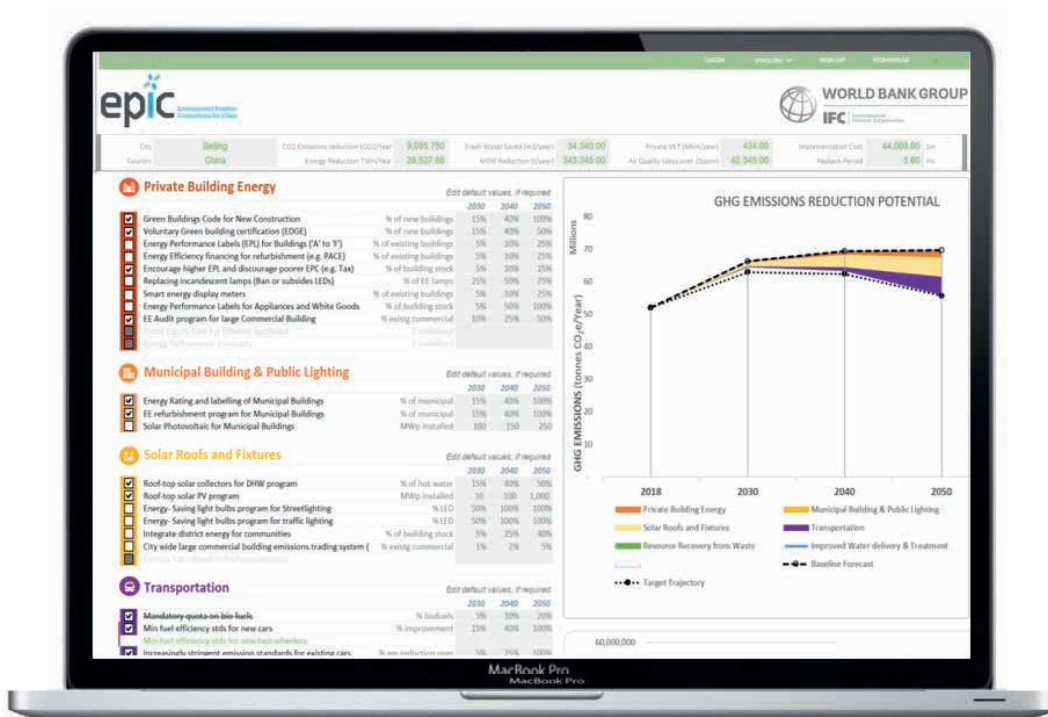 LOGIN ENGLISH SIGN UP HOMEPAGE
epic
WORLD BANK GROUP
IFC International Finance Corporation
City Beijing CO2 Emissions reduction tCO2/Year 9,085,750 Fresh Water Saved (m3/year) 34,340.00 Private VKT (Mkm/year) 434.00 Implementation Cost 44,008.00 $m
Country China Energy Reduction TWH/Year 28,527.66 MSW Reduction (t/year) 343,345.00 Air Quality (days over 25ppm) 42,345.00 Payback Period 5.60 Yrs
Private Building Energy
Edit default values, if required
2030 2040 2050
Green Buildings Code for New Construction % of new buildings 15% 40% 100%
Voluntary Green building certification (EDGE) % of new buildings 15% 40% 50%
Energy Performance Labels (EPL) for Buildings ('A' to 'F') % of existing buildings 5% 10% 25%
Energy Efficiency financing for refurbishment (e.g. PACE) % of existing buildings 5% 10% 25%
Encourage higher EPL and discourage poorer EPC (e.g. Tax) % of building stock 5% 10% 15%
Replacing incandescent lamps (Ban or subsides LEDs) % of EE lamps 25% 50% 75%
Smart energy display meters % of existing buildings 5% 10% 25%
Energy Performance Labels for Appliances and White Goods % of building stock 5% 50% 100%
EE Audit program for large Commercial Building % existg commercial 10% 25% 50%
Energy Performance Contracts
Municipal Building & Public Lighting
Edit default values, if required
2030 2040 2050
Energy Rating and labelling of Municipal Buildings % of municipal 15% 40% 100%
EE refurbishment program for Municipal Buildings % of municipal 15% 40% 100%
Solar Photovoltaic for Municipal Buildings MWp installed 100 150 250
Solar Roofs and Fixtures
Edit default values, if required
2030 2040 2050
Roof-top solar collectors for DHW program % of hot water 15% 40% 50%
Roof-top solar PV program MWp installed 10 100 1,000
Energy- Saving light bulbs program for Streetlighting % LED 50% 100% 100%
Energy- Saving light bulbs program for traffic lighting % LED 50% 100% 100%
Integrate district energy for communities % of building stock 5% 25% 40%
City wide large commercial building emissions trading system ( % existg commercial 1% 2% 5%
Transportation
Edit default values, if required
2030 2040 2050
Mandatory quota on bio fuels % biofuels 5% 10% 20%
Min fuel efficiency stds for new cars % improvement 15% 40% 100%
Min fuel efficiency stds for new two-wheelers
Increasingly stringent emission standards for existing cars 5% 25% 100%
GHG EMISSIONS REDUCTION POTENTIAL
Millions
GHG EMISSIONS (tonnes CO2e/Year)
80
70
60
50
40
30
20
10
-
2018 2030 2040 2050
Private Building Energy Municipal Building & Public Lighting
Solar Roofs and Fixtures Transportation
Resource Recovery from Waste Improved Water delivery & Treatment
Baseline Forecast
Target Trajectory
60,000,000
MacBook Pro
MacBook Pro